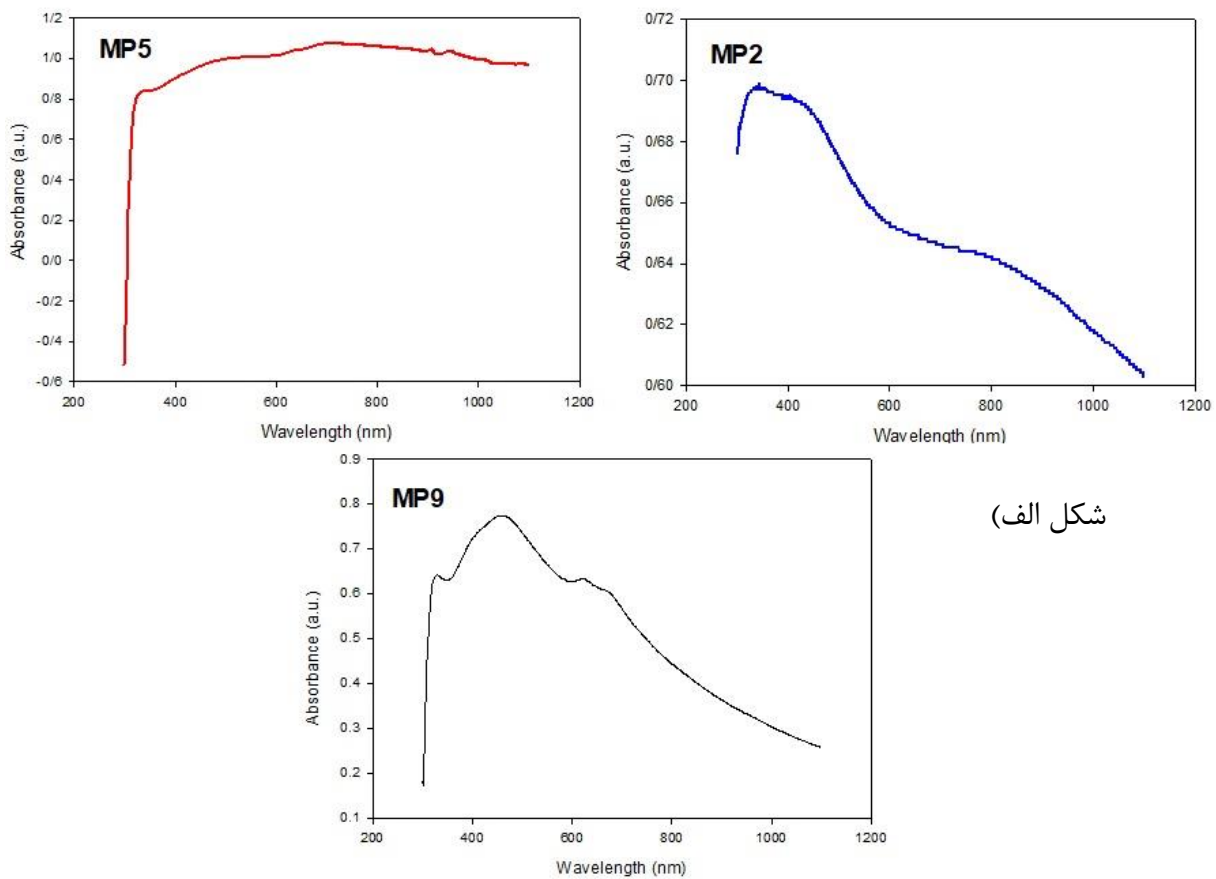 MP5
Absorbance (a.u.)
1/2
1/0
0/8
0/6
0/4
0/2
0/0
-0/2
-0/4
-0/6
200 400 600 800 1000 1200
Wavelength (nm)
MP2
Absorbance (a.u.)
0/72
0/70
0/68
0/66
0/64
0/62
0/60
200 400 600 800 1000 1200
Wavelength (nm)
MP9
Absorbance (a.u.)
0.9
0.8
0.7
0.6
0.5
0.4
0.3
0.2
0.1
200 400 600 800 1000 1200
Wavelength (nm)
شکل الف)